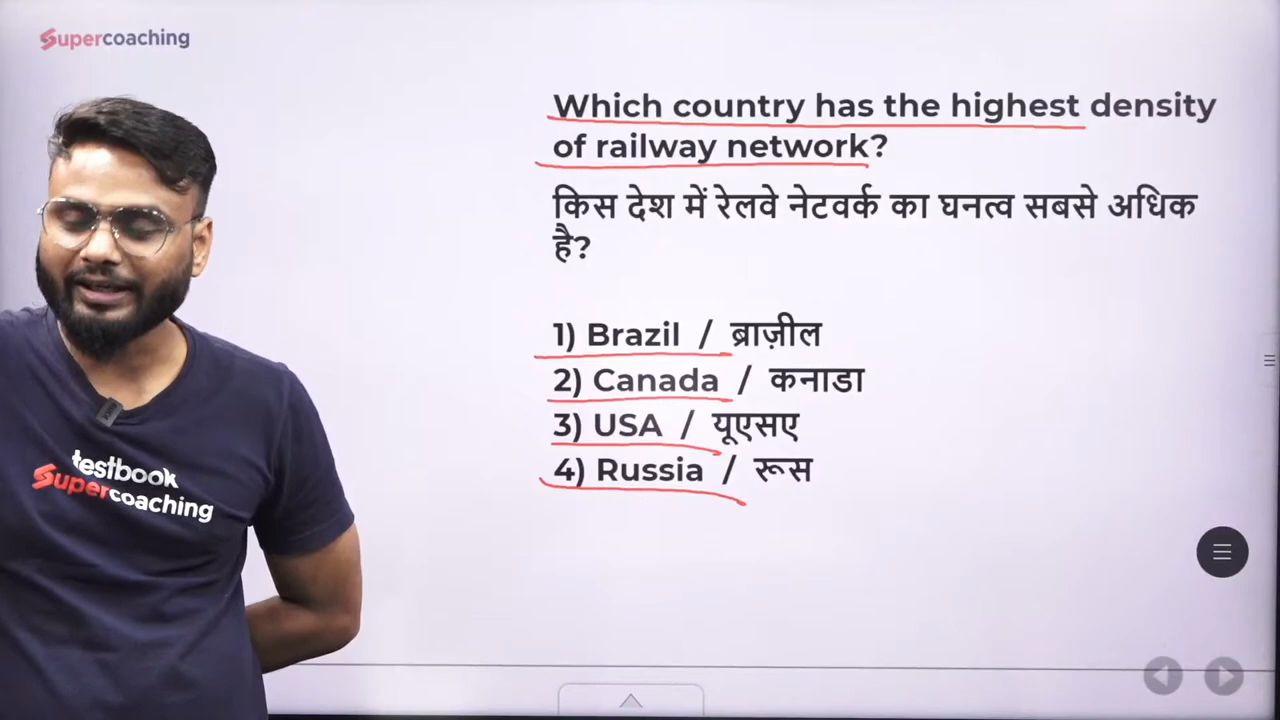 Supercoaching
Which country has the highest density
of railway network?
किस देश में रेलवे नेटवर्क का घनत्व सबसे अधिक
है?
1) Brazil / ब्राज़ील
2) Canada / कनाडा
3) USA / यूएसए
4) Russia / रूस
testbook
Supercoaching